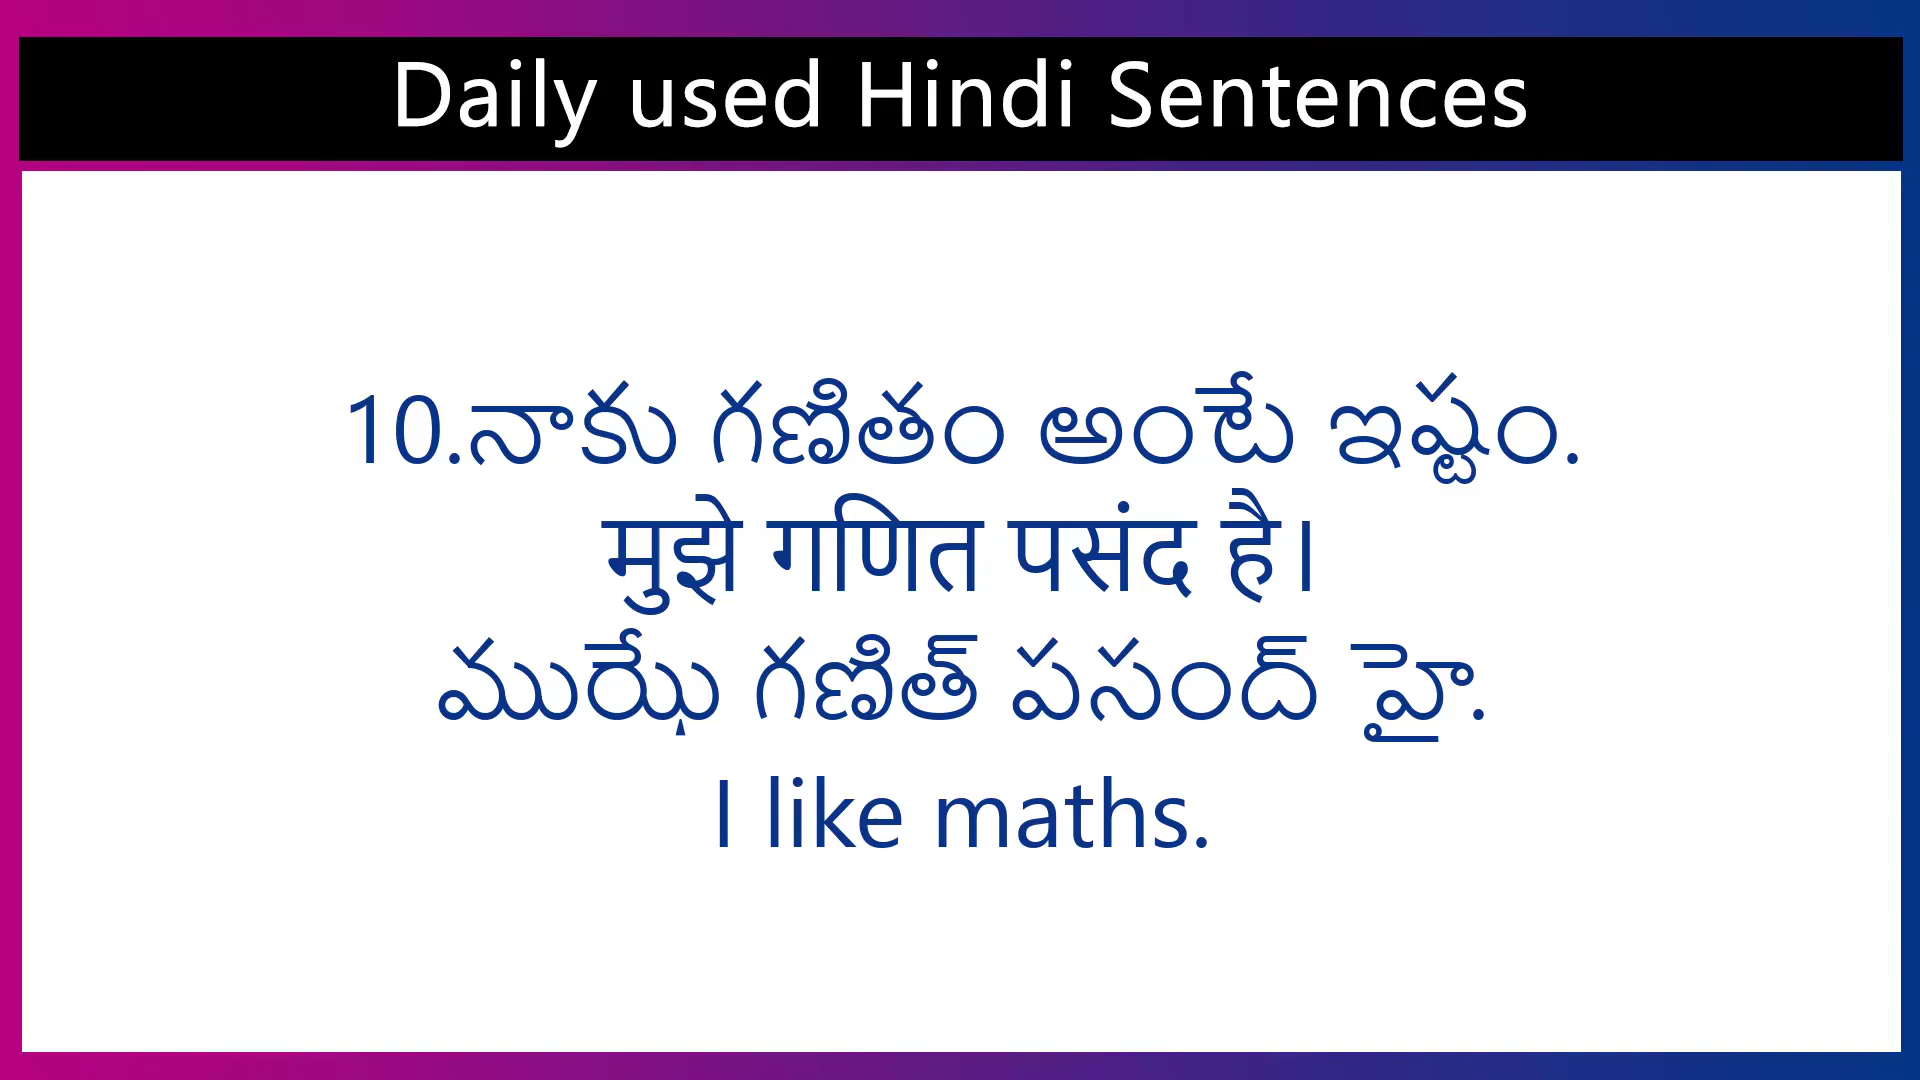 Daily used Hindi Sentences
10.నాకు గణితం అంటే ఇష్టం.
मुझे गणित पसंद है।
ముఝే గణిత్ పసంద్ హై.
I like maths.